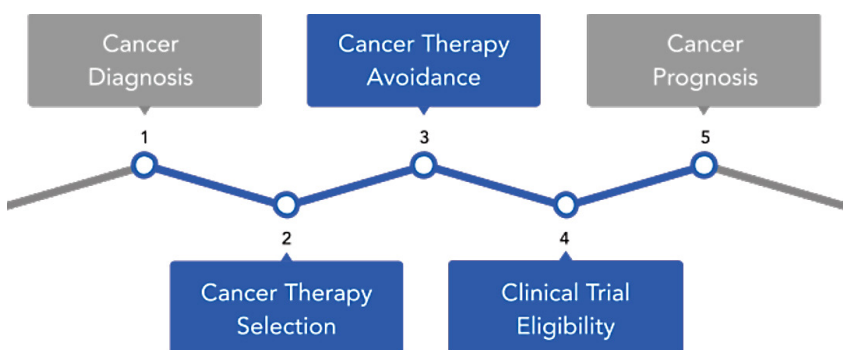 Cancer
Diagnosis
1
2
Cancer Therapy
Selection
Cancer Therapy
Avoidance
3
4
Clinical Trial
Eligibility
Cancer
Prognosis
5